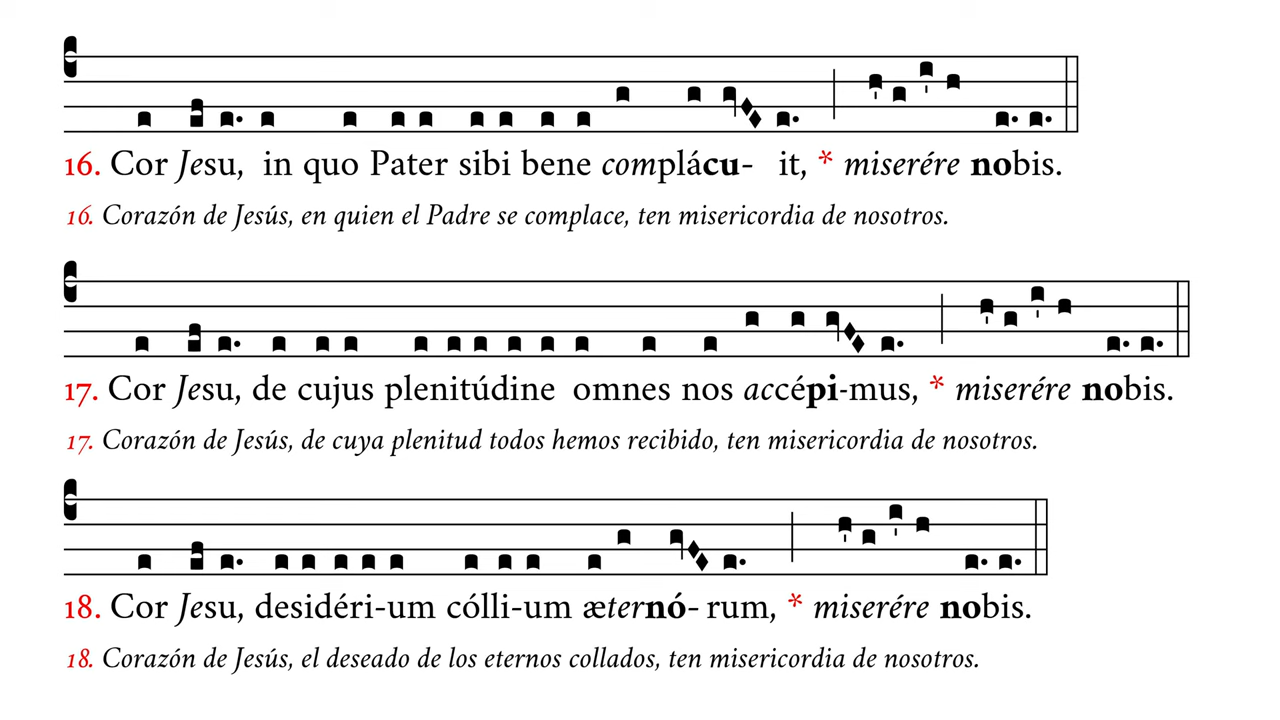 16. Cor Jesu, in quo Pater sibi bene complácu- it, * miserére nobis.
16. Corazón de Jesús, en quien el Padre se complace, ten misericordia de nosotros.
17. Cor Jesu, de cujus plenitúdine omnes nos accépi-mus, * miserére nobis.
17. Corazón de Jesús, de cuya plenitud todos hemos recibido, ten misericordia de nosotros.
18. Cor Jesu, desidéri-um cólli-um æternó- rum, * miserére nobis.
18. Corazón de Jesús, el deseado de los eternos collados, ten misericordia de nosotros.